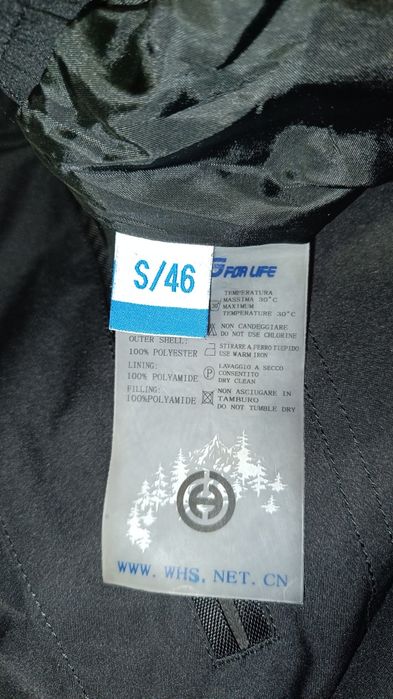 S/46
FOR LIFE
TEMPERATURA
MASSIMA 30°C
MAXIMUM
TEMPERATURE 30°C
NON CANDEGGIARE
DO NOT USE CHLORINE
OUTER SHELL:
100% POLYESTER
STIRARE A FERRO TIEPIDO
USE WARM IRON
LINING:
100% POLYAMIDE
P
LAVAGGIO A SECCO
CONSENTITO
DRY CLEAN
FILLING:
100%POLYAMIDE
NON ASCIUGARE IN
TAMBURO
DO NOT TUMBLE DRY
WWW. WHS. NET. CN